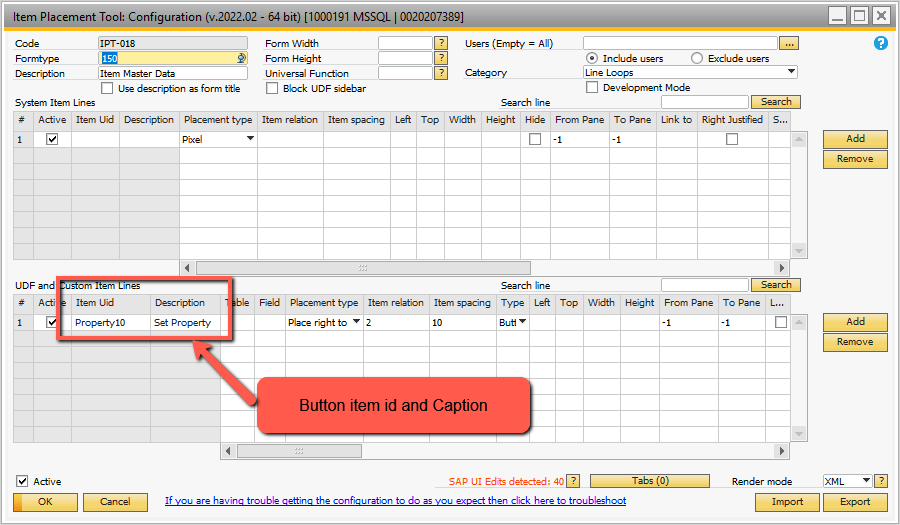 Item Placement Tool: Configuration (v.2022.02 - 64 bit) [1000191 MSSQL | 0020207389]
Code IPT-018 Form Width ? Users (Empty = All) ... ?
Formtype 150 Form Height ? Include users Exclude users
Description Item Master Data Universal Function ? Category Line Loops
Use description as form title Block UDF sidebar Development Mode
System Item Lines Search line Search
# Active Item Uid Description Placement type Item relation Item spacing Left Top Width Height Hide From Pane To Pane Link to Right Justified S...
1 Pixel -1 -1
Add
Remove
UDF and Custom Item Lines Search line Search
# Item Uid Description Field Placement type Item relation Item spacing Type Left Top Width Height From Pane To Pane L...
1 Property10 Set Property Place right to 2 10 -1 -1
Add
Remove
Button item id and Caption
Active SAP UI Edits detected: 40 ? Tabs (0) Render mode XML ?
OK Cancel If you are having trouble getting the configuration to do as you expect then click here to troubleshoot Import Export